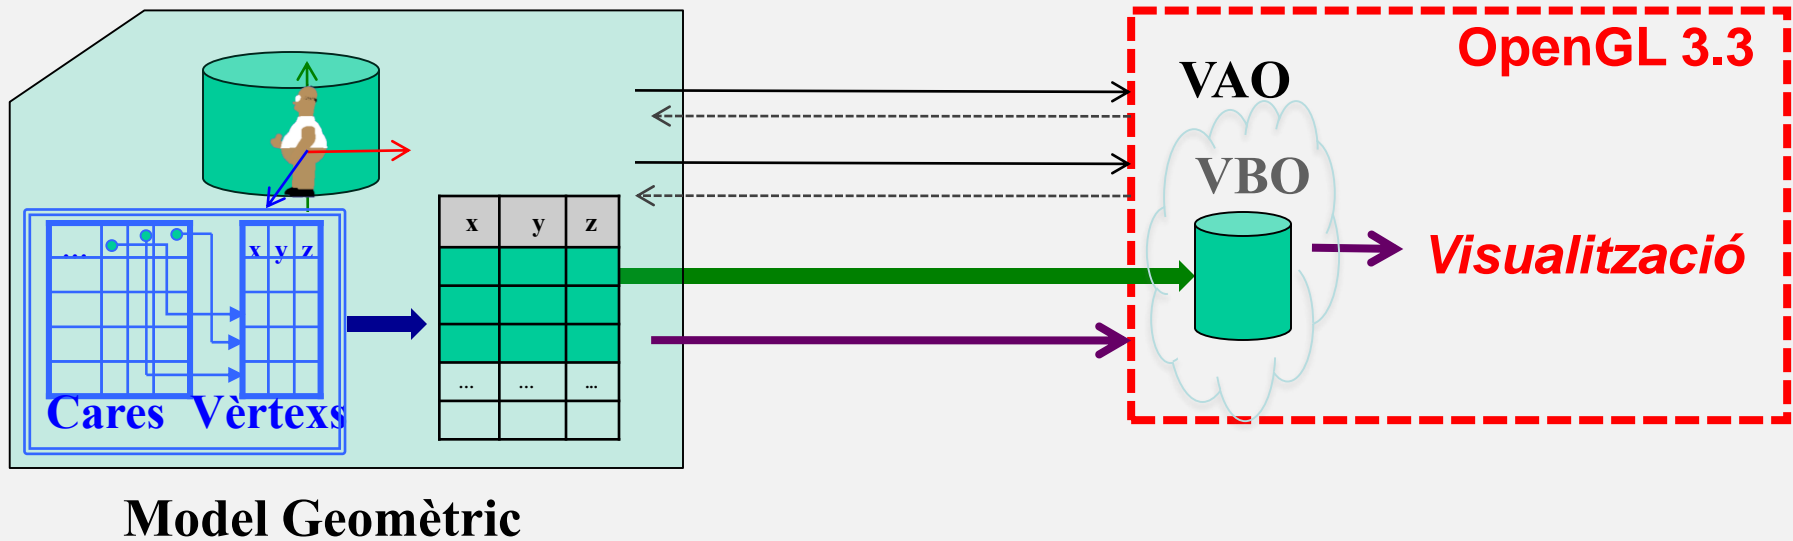 OpenGL 3.3
VAO
VBO
Visualització
x y z
... x y z
... ... ...
Cares Vèrtexs
Model Geomètric